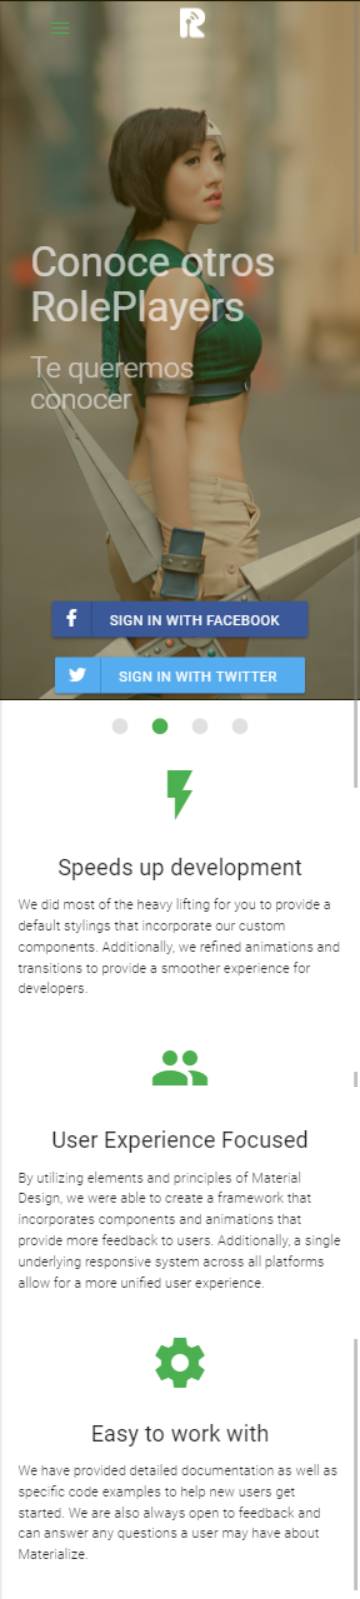 R
Conoce otros
RolePlayers
Te queremos
conocer
SIGN IN WITH FACEBOOK
SIGN IN WITH TWITTER
Speeds up development
We did most of the heavy lifting for you to provide a
default stylings that incorporate our custom
components. Additionally, we refined animations and
transitions to provide a smoother experience for
developers.
User Experience Focused
By utilizing elements and principles of Material
Design, we were able to create a framework that
incorporates components and animations that
provide more feedback to users. Additionally, a single
underlying responsive system across all platforms
allow for a more unified user experience.
Easy to work with
We have provided detailed documentation as well as
specific code examples to help new users get
started. We are also always open to feedback and
can answer any questions a user may have about
Materialize.